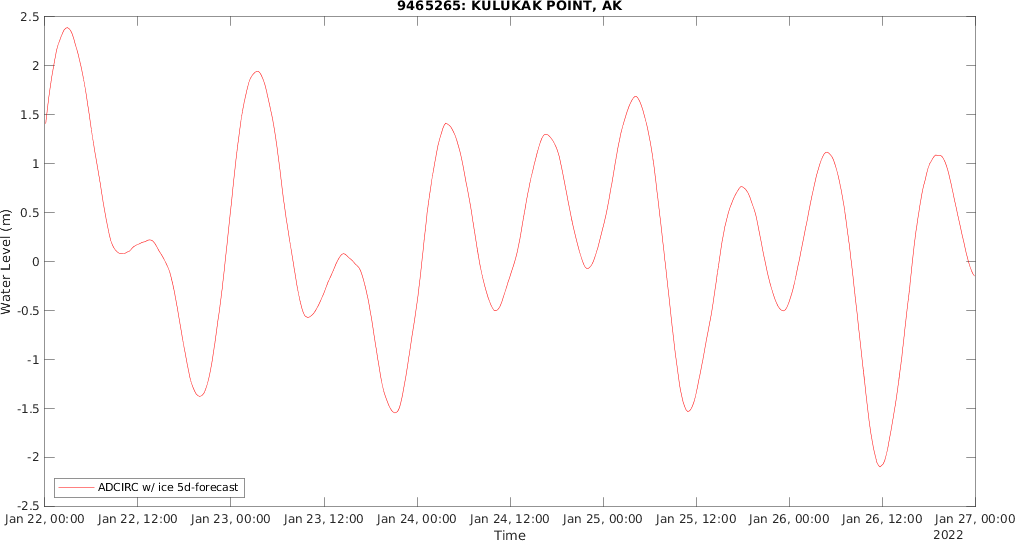 9465265: KULUKAK POINT, AK
Water Level (m)
2.5
2
1.5
1
0.5
0
-0.5
-1
-1.5
-2
-2.5
ADCIRC w/ ice 5d-forecast
Jan 22, 00:00 Jan 22, 12:00 Jan 23, 00:00 Jan 23, 12:00 Jan 24, 00:00 Jan 24, 12:00 Jan 25, 00:00 Jan 25, 12:00 Jan 26, 00:00 Jan 26, 12:00 Jan 27, 00:00
Time
2022